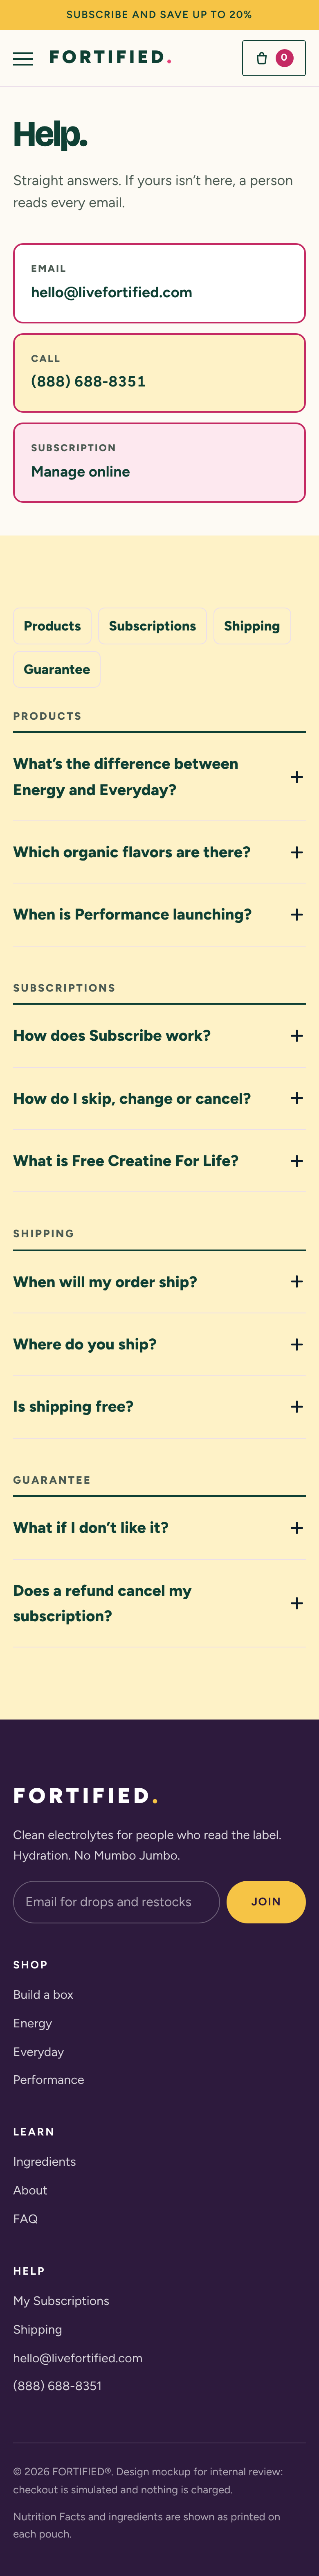 SUBSCRIBE AND SAVE UP TO 20%
FORTIFIED.
0
Help.
Straight answers. If yours isn’t here, a person
reads every email.
EMAIL
hello@livefortified.com
CALL
(888) 688-8351
SUBSCRIPTION
Manage online
Products
Subscriptions
Shipping
Guarantee
PRODUCTS
What’s the difference between
Energy and Everyday?
Which organic flavors are there?
When is Performance launching?
SUBSCRIPTIONS
How does Subscribe work?
How do I skip, change or cancel?
What is Free Creatine For Life?
SHIPPING
When will my order ship?
Where do you ship?
Is shipping free?
GUARANTEE
What if I don’t like it?
Does a refund cancel my
subscription?
FORTIFIED.
Clean electrolytes for people who read the label.
Hydration. No Mumbo Jumbo.
Email for drops and restocks
JOIN
SHOP
Build a box
Energy
Everyday
Performance
LEARN
Ingredients
About
FAQ
HELP
My Subscriptions
Shipping
hello@livefortified.com
(888) 688-8351
© 2026 FORTIFIED®. Design mockup for internal review:
checkout is simulated and nothing is charged.
Nutrition Facts and ingredients are shown as printed on
each pouch.